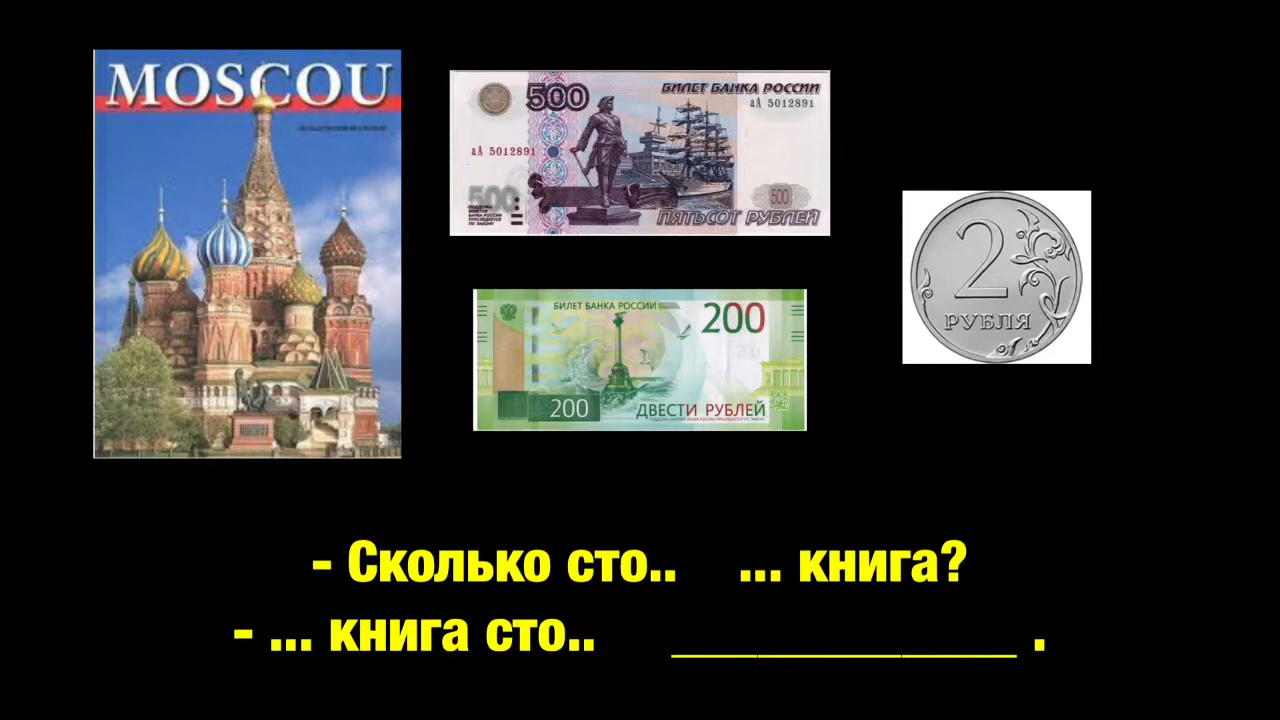 MOSCOU
500
БИЛЕТ БАНКА РОССИИ
аА 5012891
аА 5012891
500
500
ПЯТЬСОТ РУБЛЕЙ
БИЛЕТ БАНКА РОССИИ
200
200
ДВЕСТИ РУБЛЕЙ
2
РУБЛЯ
- Сколько сто.. ... книга?
- ... книга сто.. ____________ .